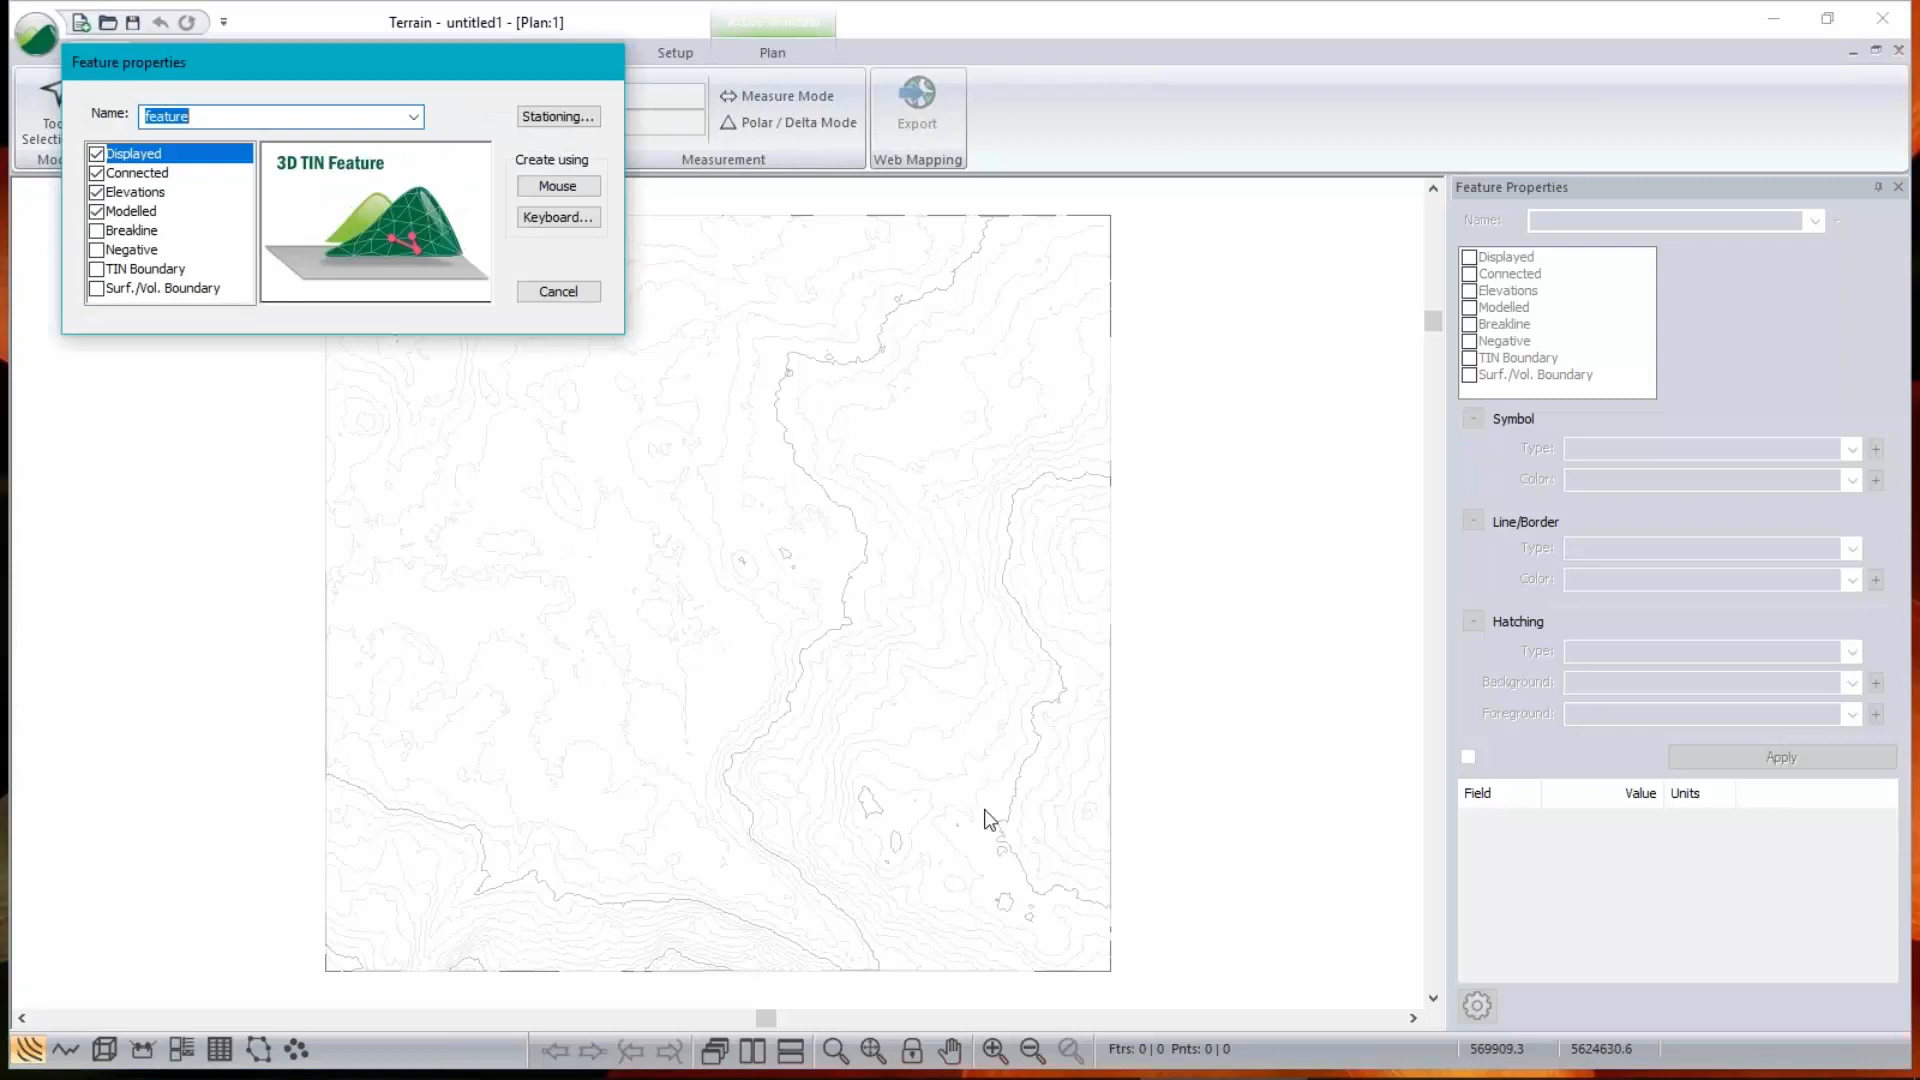 Terrain - untitled1 - [Plan:1]
Setup
Plan
Feature properties
Name:
feature
Stationing...
Displayed
Connected
Elevations
Modelled
Breakline
Negative
TIN Boundary
Surf./Vol. Boundary
3D TIN Feature
Create using
Mouse
Keyboard...
Cancel
Measure Mode
Polar / Delta Mode
Measurement
Export
Web Mapping
Feature Properties
Name:
Displayed
Connected
Elevations
Modelled
Breakline
Negative
TIN Boundary
Surf./Vol. Boundary
Symbol
Type:
Color:
Line/Border
Type:
Color:
Hatching
Type:
Background:
Foreground:
Apply
Field Value Units
Ftrs: 0 | 0 Pnts: 0 | 0
569909.3
5624630.6